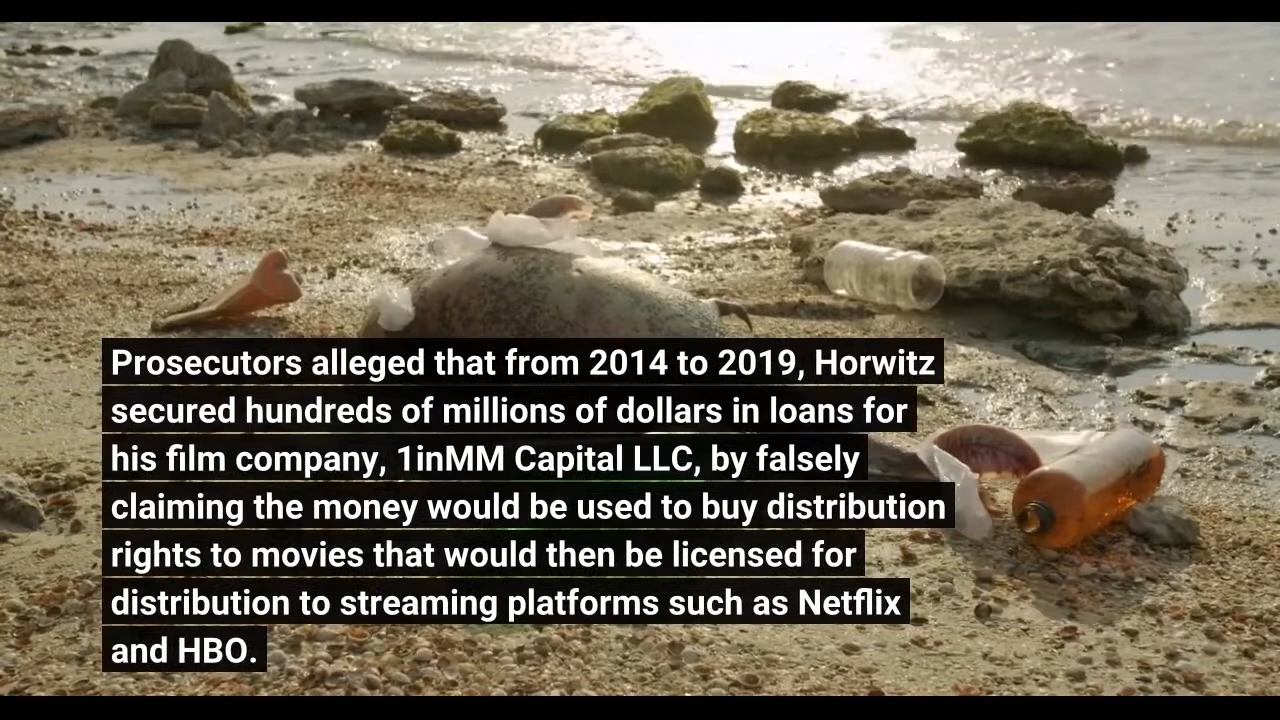 Prosecutors alleged that from 2014 to 2019, Horwitz
secured hundreds of millions of dollars in loans for
his film company, 1inMM Capital LLC, by falsely
claiming the money would be used to buy distribution
rights to movies that would then be licensed for
distribution to streaming platforms such as Netflix
and HBO.